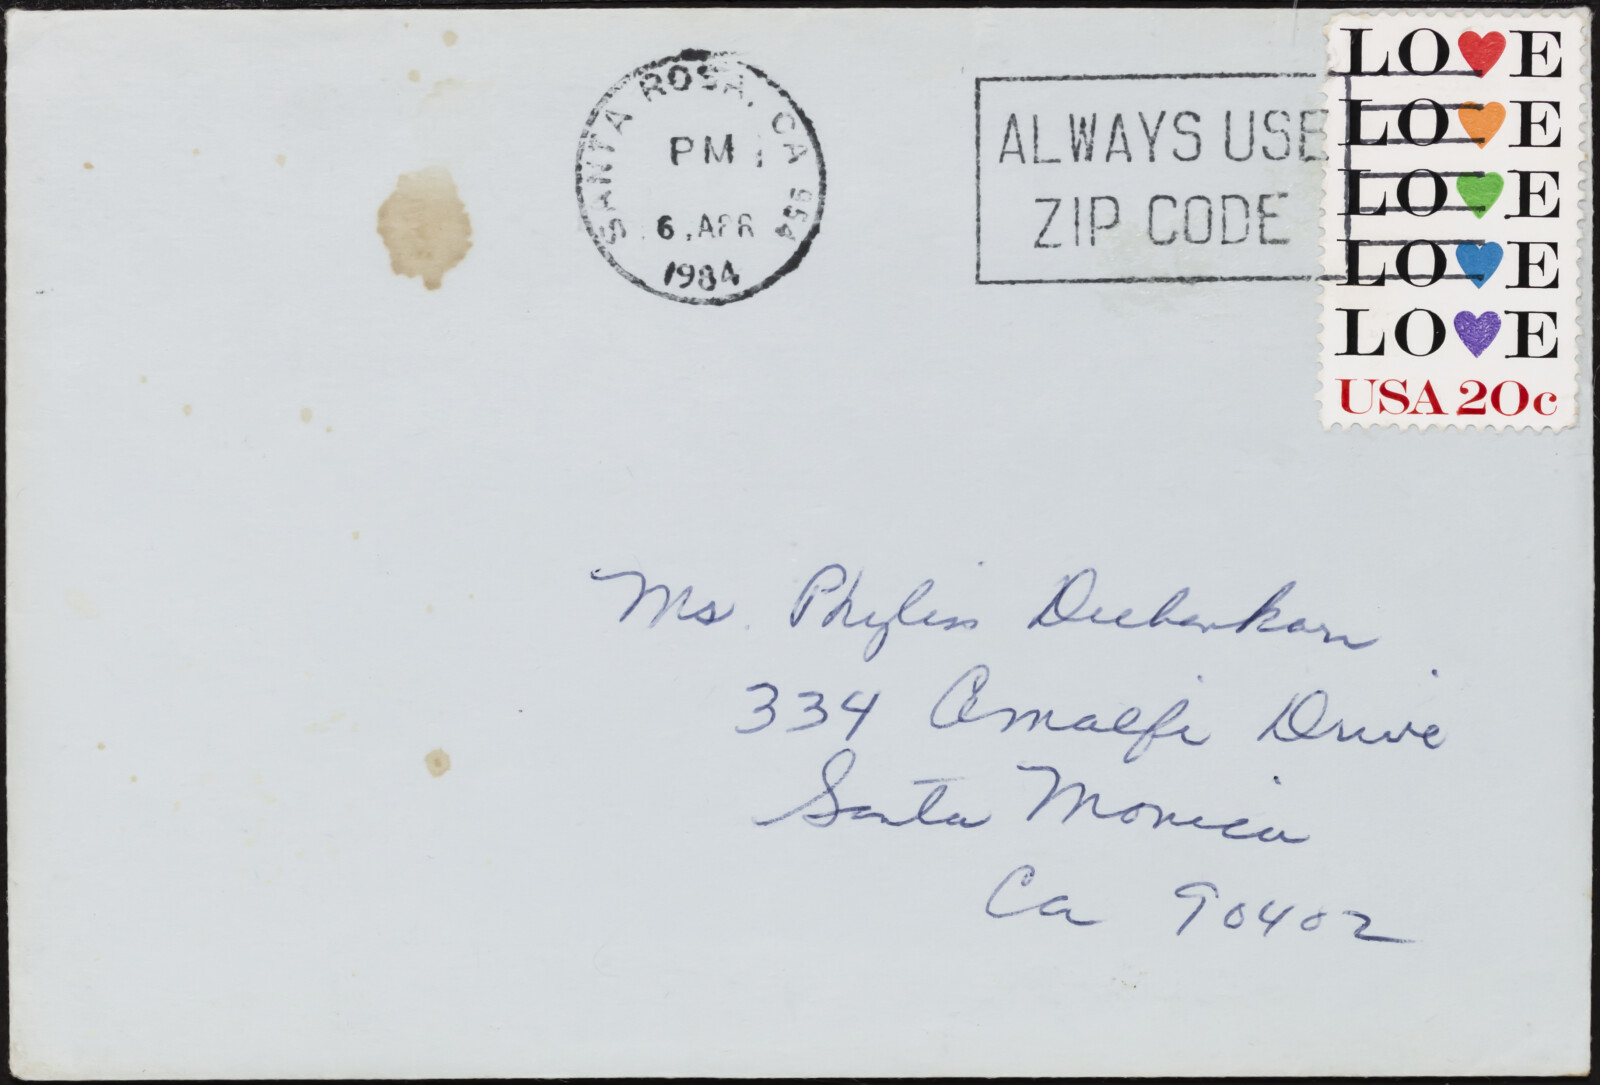 SANTA ROSA, CA 954
PM
6, APR
1984
ALWAYS USE
ZIP CODE
LOVE
LOVE
LOVE
LOVE
LOVE
USA 20c
Ms. Phyliss Diebenkorn
334 Amalfi Drive
Santa Monica
Ca 90402